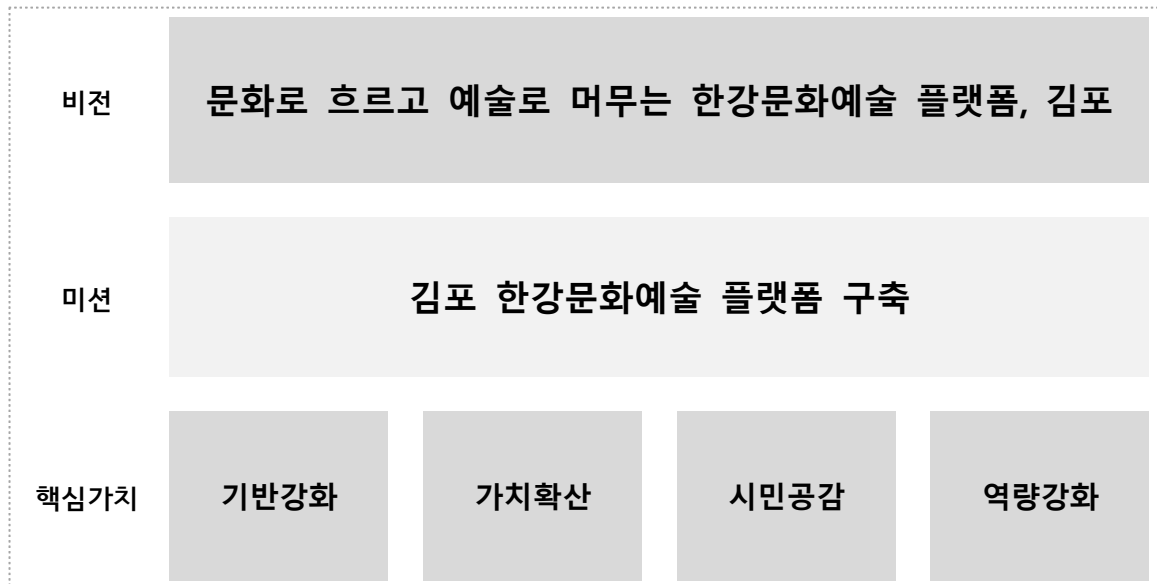 비전
문화로 흐르고 예술로 머무는 한강문화예술 플랫폼, 김포
미션
김포 한강문화예술 플랫폼 구축
핵심가치
기반강화
가치확산
시민공감
역량강화